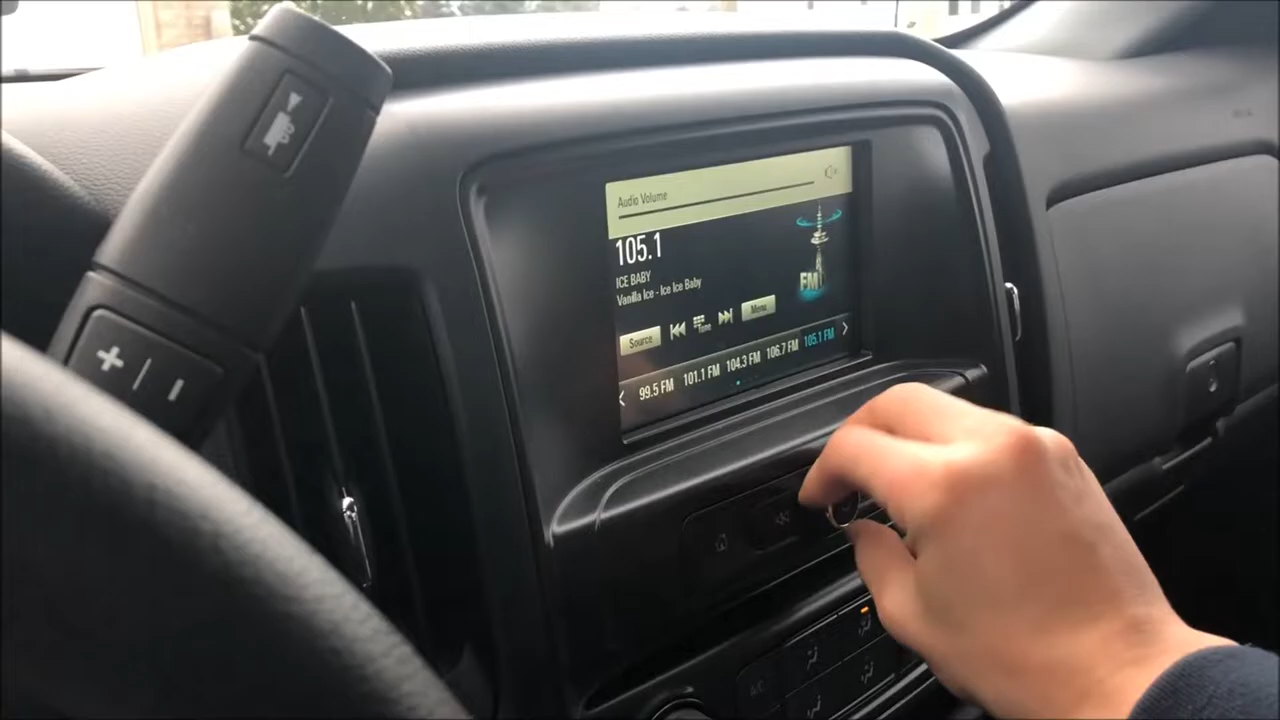 Audio Volume
105.1
ICE BABY
Vanilla Ice - Ice Ice Baby
FM
Source
Tune
Menu
99.5 FM
101.1 FM
104.3 FM
106.7 FM
105.1 FM
+ | -
A/C